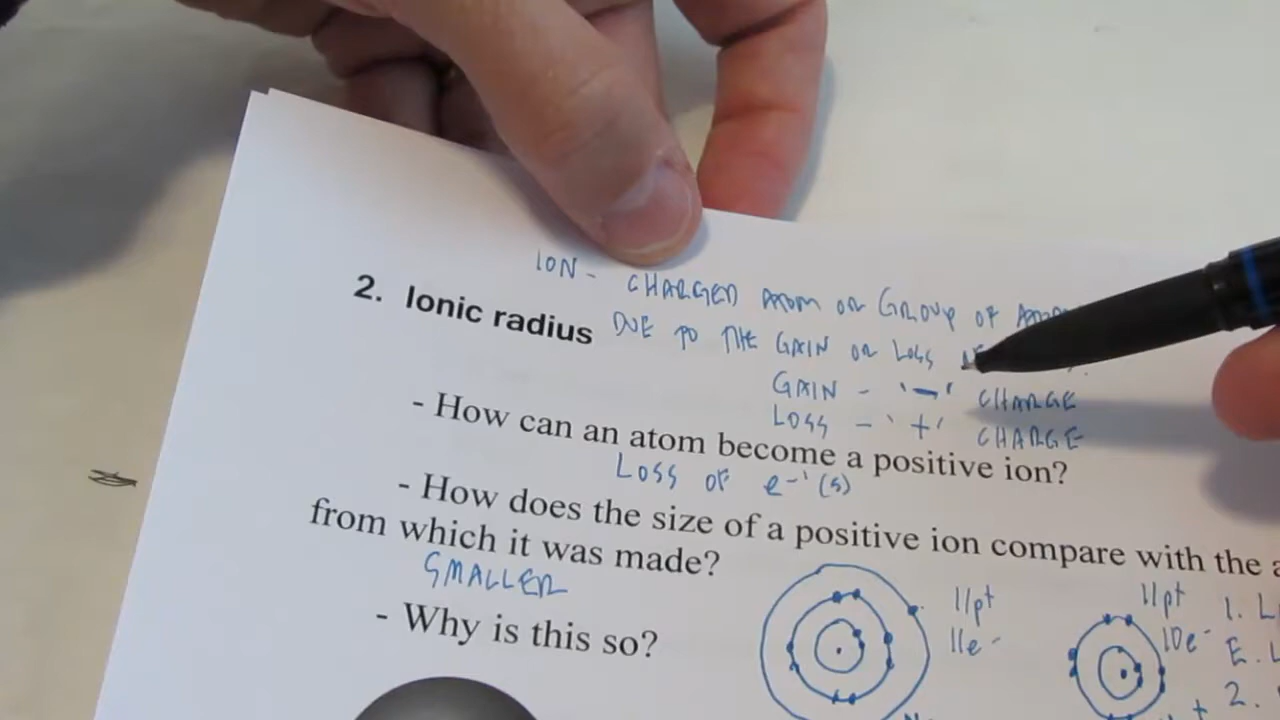 ION - CHARGED ATOM OR GROUP OF
2. Ionic radius DUE TO THE GAIN OR LOSS
GAIN - '-' CHARGE
LOSS - '+' CHARGE
- How can an atom become a positive ion?
LOSS OF e-'(s)
- How does the size of a positive ion compare with the
from which it was made?
SMALLER
- Why is this so?
11p+
11e-
11p+
10e-
1. L
E.
2.